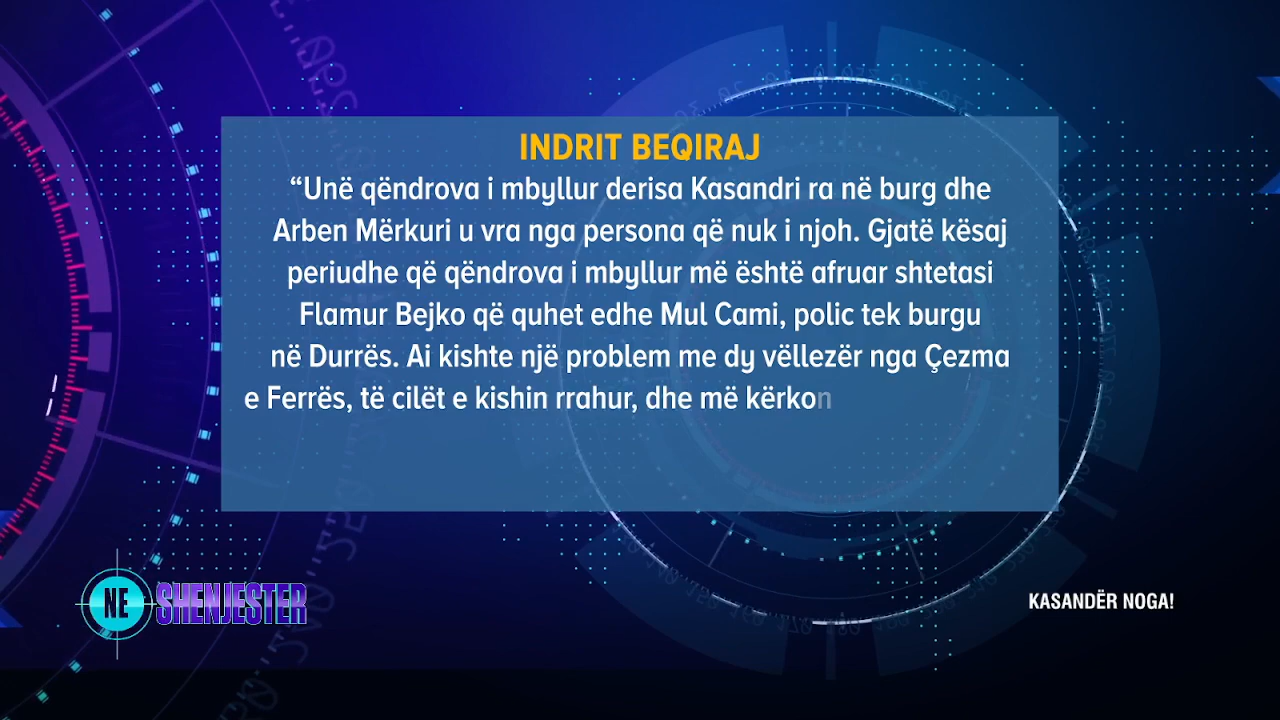 INDRIT BEQIRAJ
“Unë qëndrova i mbyllur derisa Kasandri ra në burg dhe
Arben Mërkuri u vra nga persona që nuk i njoh. Gjatë kësaj
periudhe që qëndrova i mbyllur më është afruar shtetasi
Flamur Bejko që quhet edhe Mul Cami, polic tek burgu
në Durrës. Ai kishte një problem me dy vëllezër nga Çezma
e Ferrës, të cilët e kishin rrahur, dhe më kërkon
NE SHENJESTER
KASANDËR NOGA!